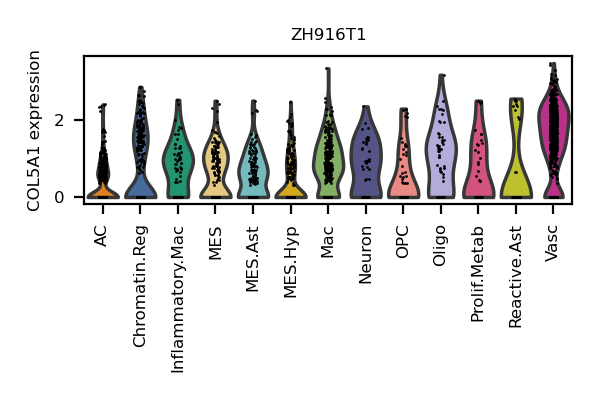 ZH916T1
COL5A1 expression
2
0
AC
Chromatin.Reg
Inflammatory.Mac
MES
MES.Ast
MES.Hyp
Mac
Neuron
OPC
Oligo
Prolif.Metab
Reactive.Ast
Vasc